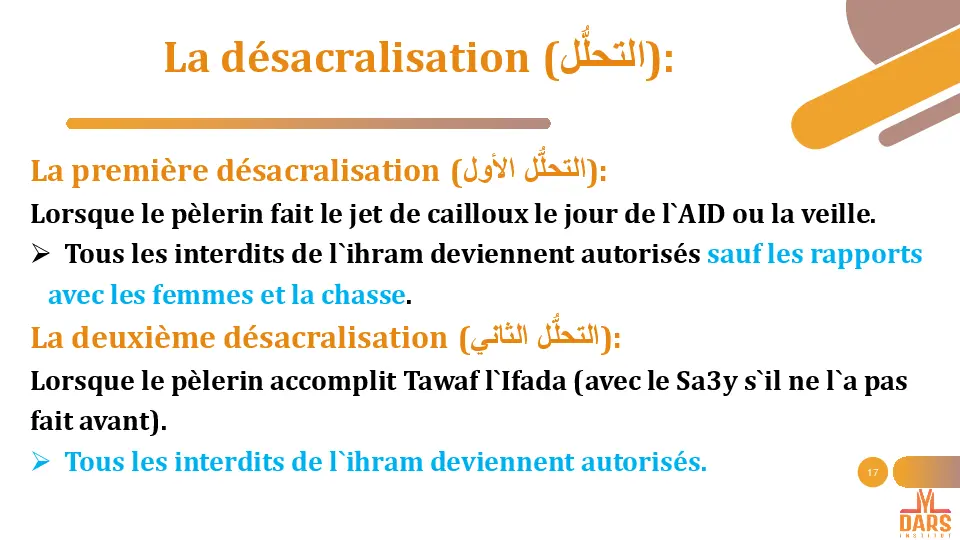 La désacralisation (التحلُّل):
La première désacralisation (التحلُّل الأول):
Lorsque le pèlerin fait le jet de cailloux le jour de l`AID ou la veille.
➢ Tous les interdits de l`ihram deviennent autorisés sauf les rapports
avec les femmes et la chasse.
La deuxième désacralisation (التحلُّل الثاني):
Lorsque le pèlerin accomplit Tawaf l`Ifada (avec le Sa3y s`il ne l`a pas
fait avant).
➢ Tous les interdits de l`ihram deviennent autorisés.
17
DARS
INSTITUT